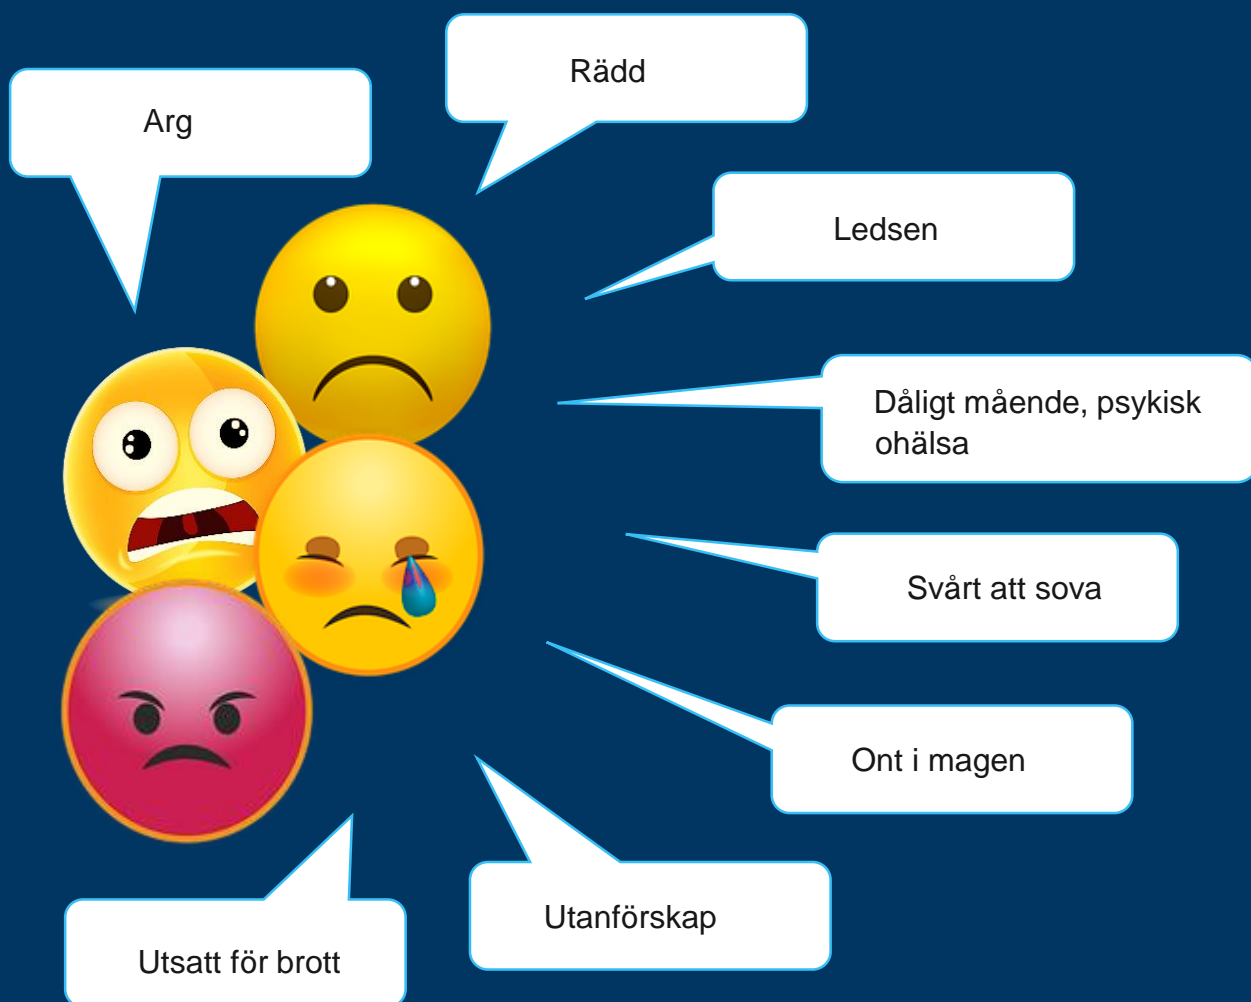 Rädd
Arg
Ledsen
Dåligt mående, psykisk
ohälsa
Svårt att sova
Ont i magen
Utanförskap
Utsatt för brott